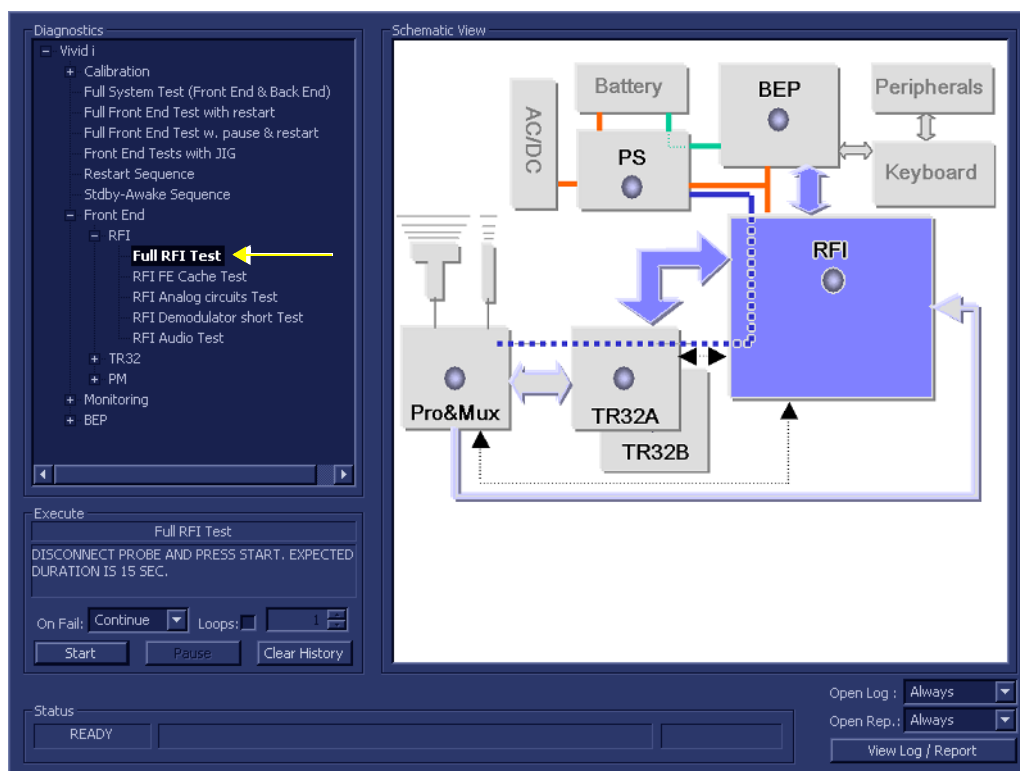 Diagnostics
Vivid i
Calibration
Full System Test (Front End & Back End)
Full Front End Test with restart
Full Front End Test w. pause & restart
Front End Tests with JIG
Restart Sequence
Stdby-Awake Sequence
Front End
RFI
Full RFI Test
RFI FE Cache Test
RFI Analog circuits Test
RFI Demodulator short Test
RFI Audio Test
TR32
PM
Monitoring
BEP
Execute
Full RFI Test
DISCONNECT PROBE AND PRESS START. EXPECTED
DURATION IS 15 SEC.
On Fail: Continue Loops: 1
Start Pause Clear History
Schematic View
Battery
BEP
Peripherals
AC/DC
PS
Keyboard
RFI
Pro&Mux
TR32A
TR32B
Status
READY
Open Log : Always
Open Rep.: Always
View Log / Report